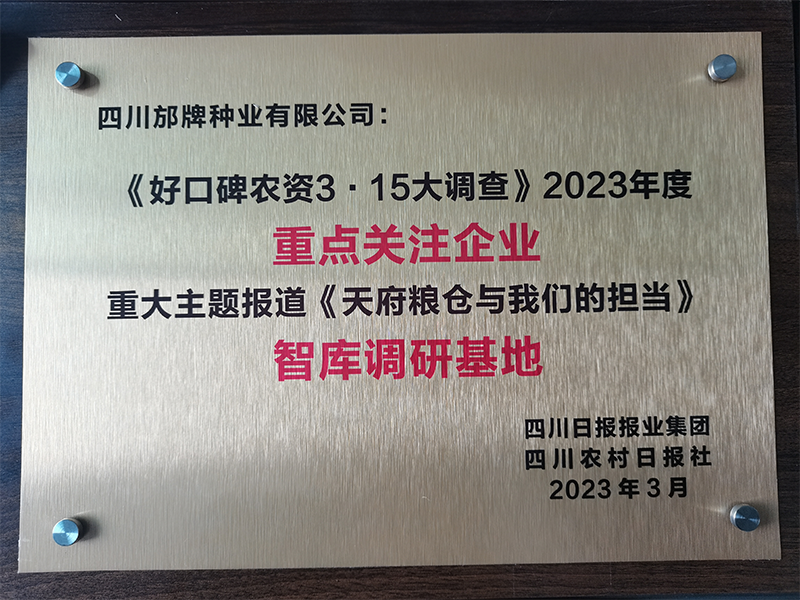 四川邡牌种业有限公司：
《好口碑农资3·15大调查》2023年度
重点关注企业
重大主题报道《天府粮仓与我们的担当》
智库调研基地
四川日报报业集团
四川农村日报社
2023年3月